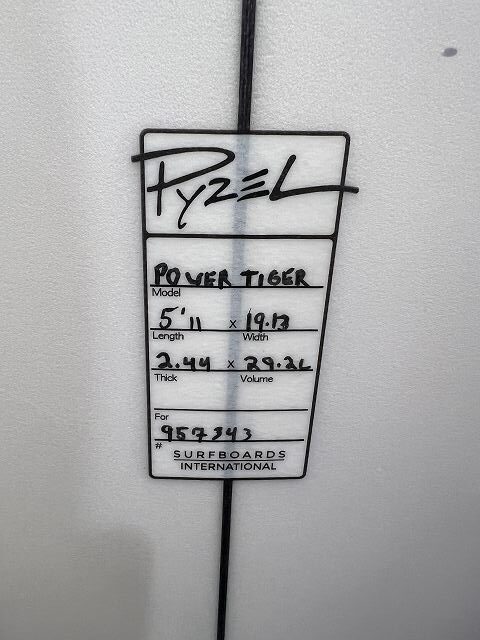 PYZEL
POWER TIGER
Model
5'11 x 19.13
Length Width
2.44 x 29.2L
Thick Volume
For
957343
#
SURFBOARDS
INTERNATIONAL